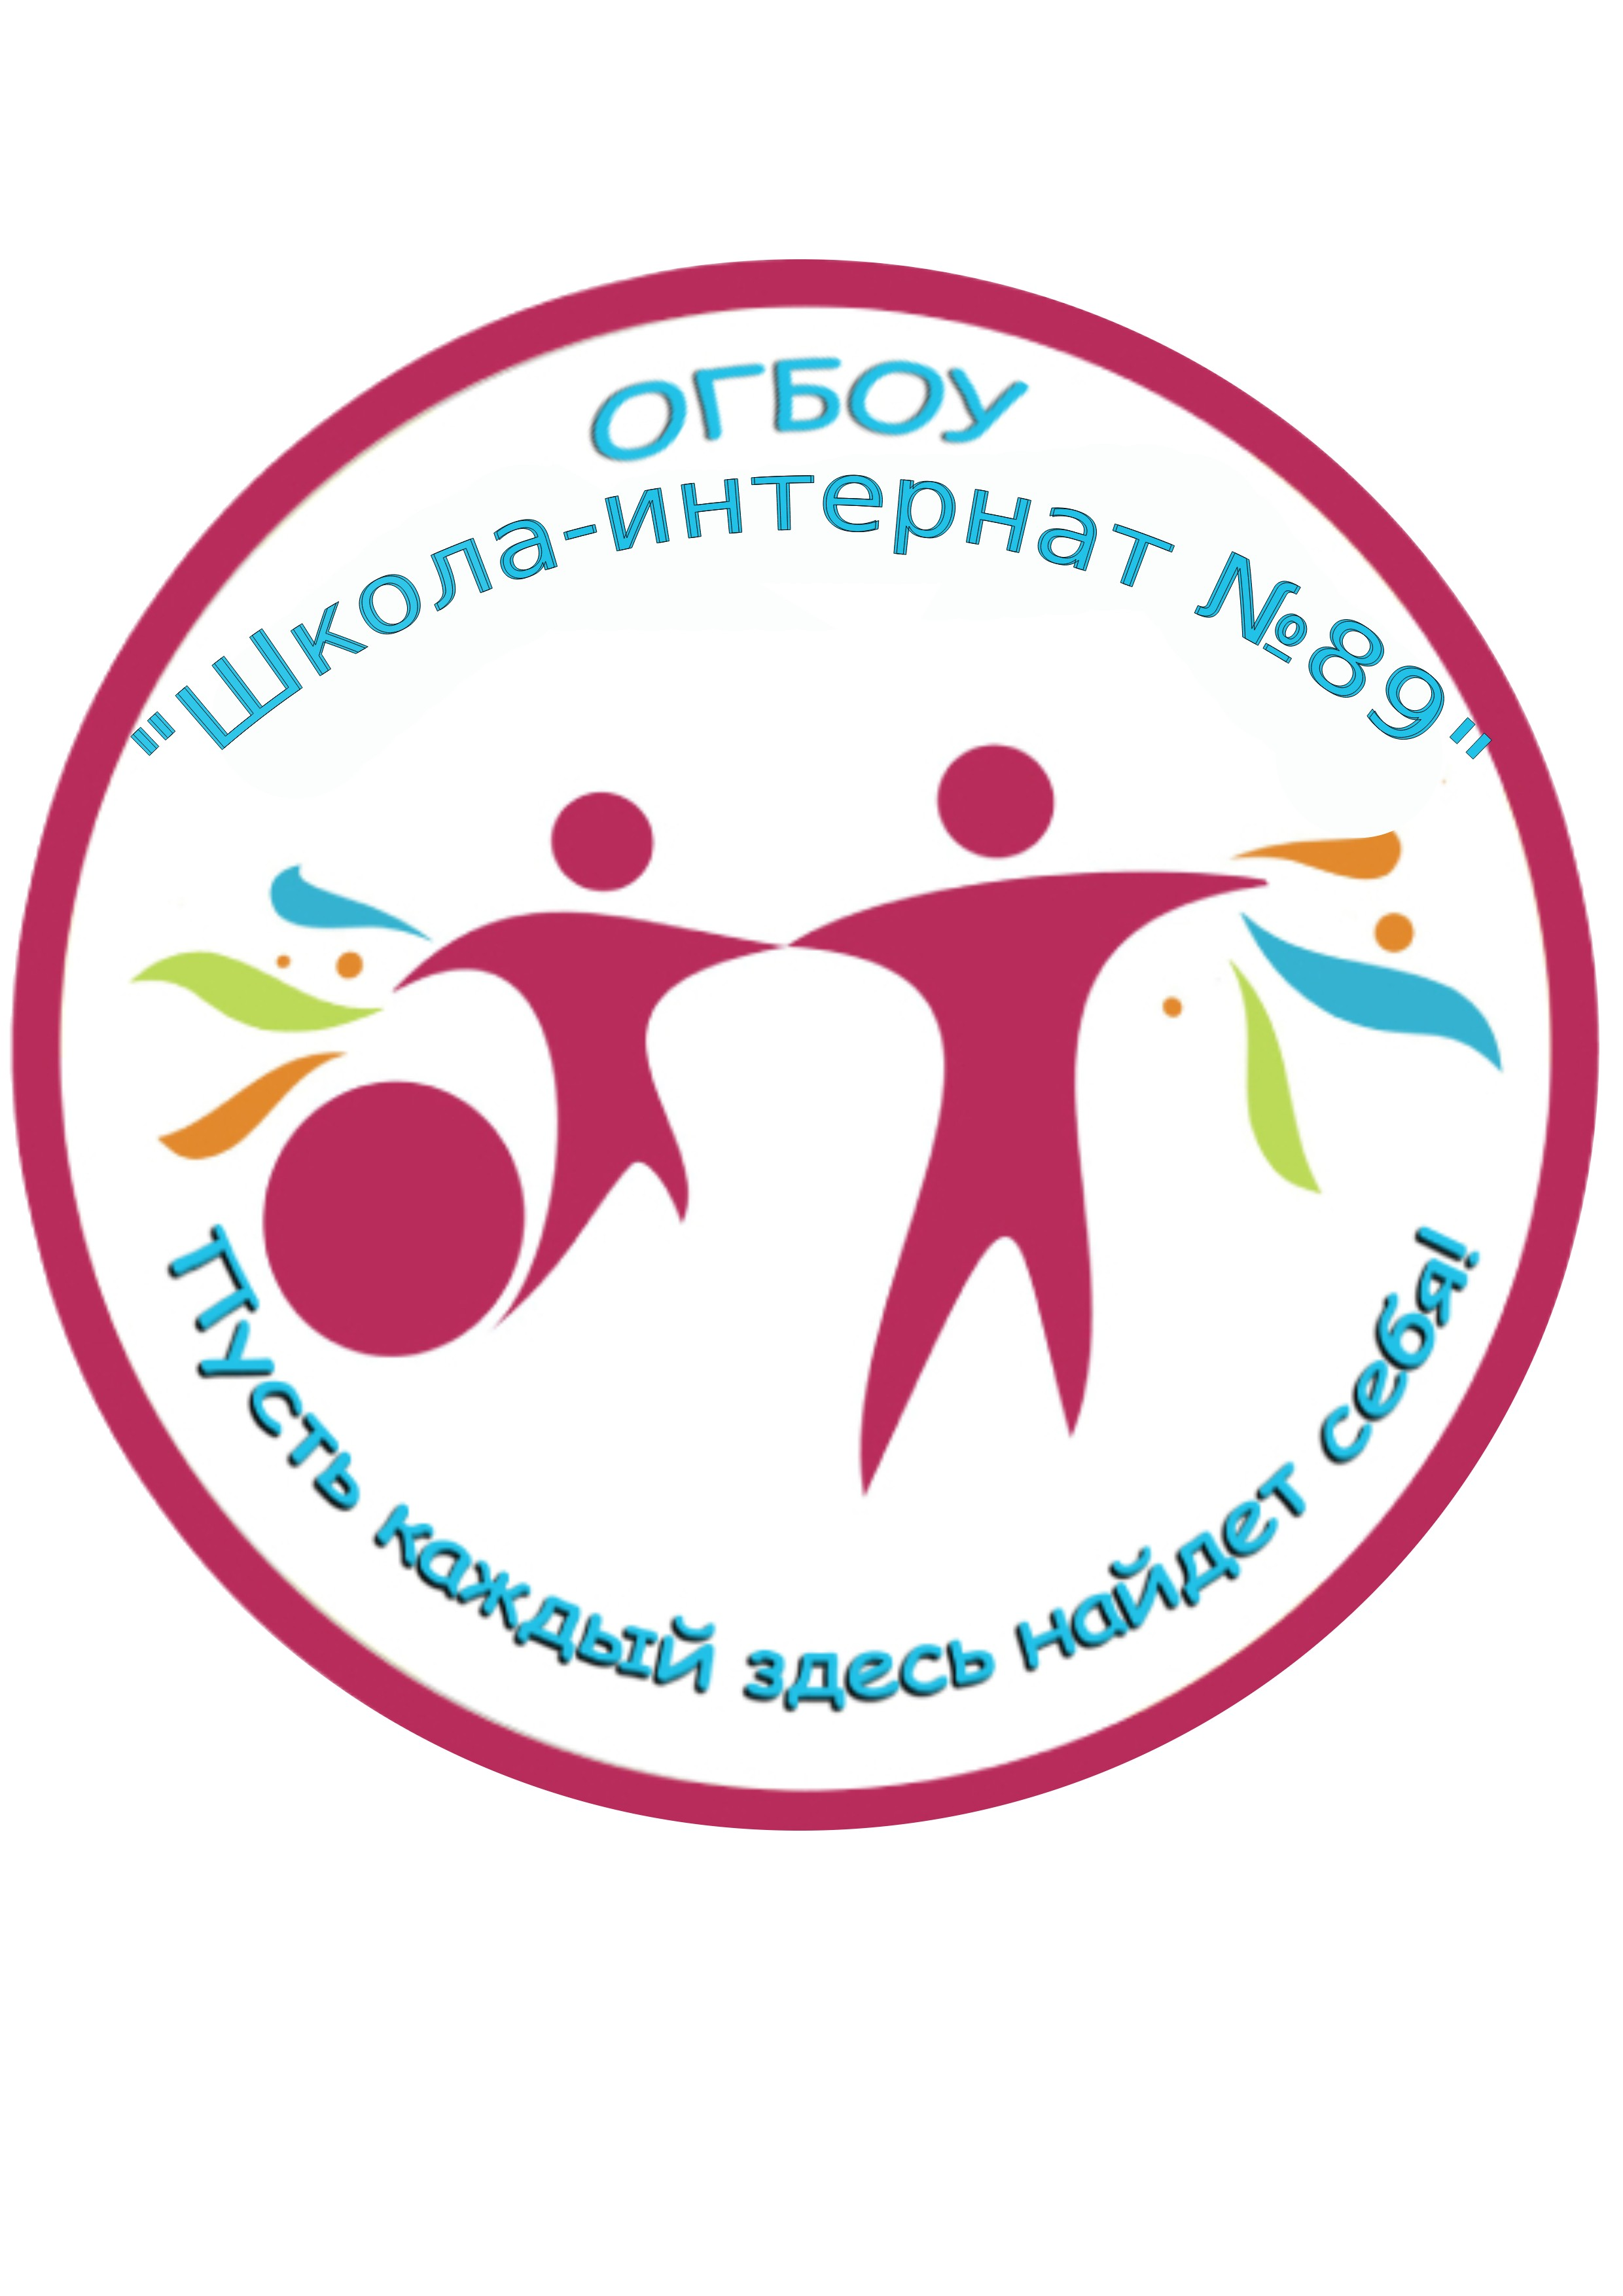 ОГБОУ
"Школа-интернат №89"
Пусть каждый здесь найдет себя!